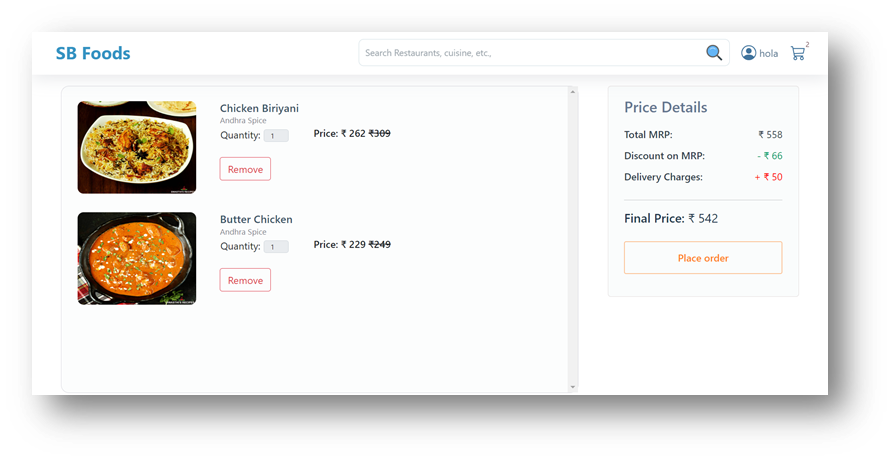 SB Foods
Search Restaurants, cuisine, etc.,
hola
2
Chicken Biriyani
Andhra Spice
Quantity: 1
Price: ₹ 262 ₹309
Remove
Butter Chicken
Andhra Spice
Quantity: 1
Price: ₹ 229 ₹249
Remove
Price Details
Total MRP: ₹ 558
Discount on MRP: - ₹ 66
Delivery Charges: + ₹ 50
Final Price: ₹ 542
Place order